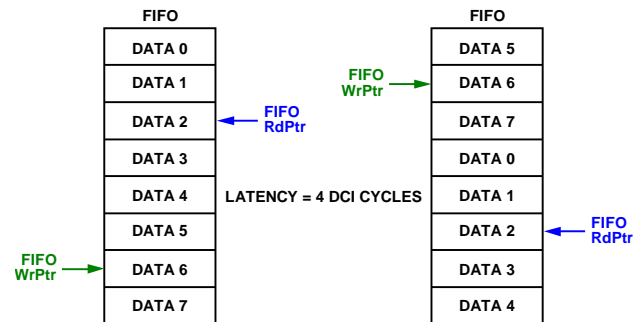 FIFO
DATA 0
DATA 1
DATA 2
DATA 3
DATA 4
DATA 5
DATA 6
DATA 7
FIFO
RdPtr
FIFO
WrPtr
LATENCY = 4 DCI CYCLES
FIFO
DATA 5
DATA 6
DATA 7
DATA 0
DATA 1
DATA 2
DATA 3
DATA 4
FIFO
WrPtr
FIFO
RdPtr